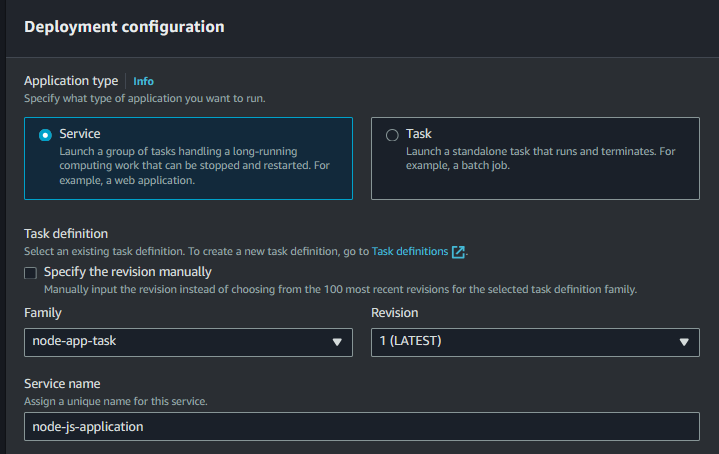 Deployment configuration
Application type Info
Specify what type of application you want to run.
Service
Launch a group of tasks handling a long-running
computing work that can be stopped and restarted. For
example, a web application.
Task
Launch a standalone task that runs and terminates. For
example, a batch job.
Task definition
Select an existing task definition. To create a new task definition, go to Task definitions.
Specify the revision manually
Manually input the revision instead of choosing from the 100 most recent revisions for the selected task definition family.
Family
node-app-task
Revision
1 (LATEST)
Service name
Assign a unique name for this service.
node-js-application